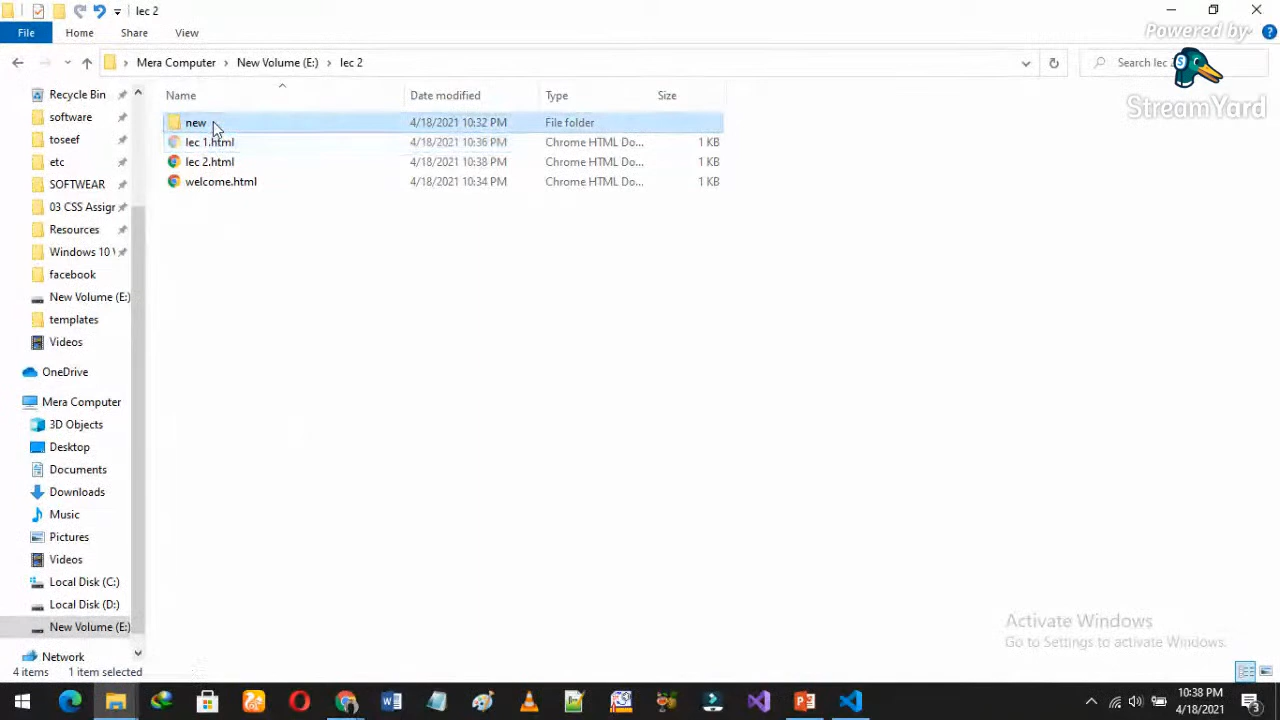 lec 2
File Home Share View
Powered by
Mera Computer New Volume (E:) lec 2
Search lec
StreamYard
Name Date modified Type Size
Recycle Bin
software
toseef
etc
SOFTWEAR
03 CSS Assigr
Resources
Windows 10
facebook
New Volume (E:)
templates
Videos
OneDrive
Mera Computer
3D Objects
Desktop
Documents
Downloads
Music
Pictures
Videos
Local Disk (C:)
Local Disk (D:)
New Volume (E:)
Network
new 4/18/2021 10:32 PM File folder
lec 1.html 4/18/2021 10:36 PM Chrome HTML Do... 1 KB
lec 2.html 4/18/2021 10:38 PM Chrome HTML Do... 1 KB
welcome.html 4/18/2021 10:34 PM Chrome HTML Do... 1 KB
Activate Windows
Go to Settings to activate Windows.
4 items 1 item selected
10:38 PM
4/18/2021
3